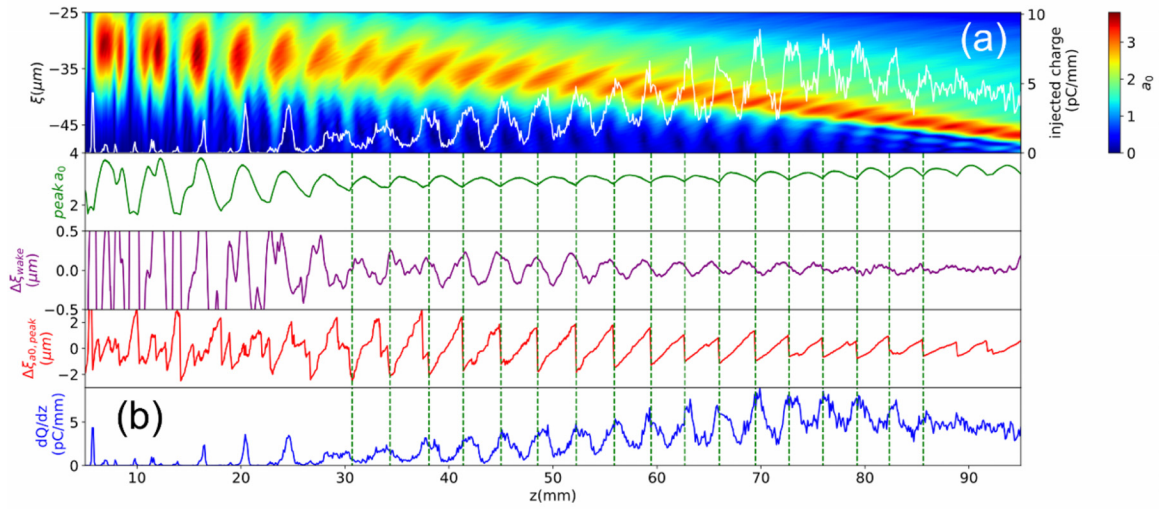 −25
−35
−45
ξ(μm)
(a)
10
5
0
injected charge
(pC/mm)
3
2
1
0
a₀
4
2
peak a₀
0.5
0.0
−0.5
Δξwake
(μm)
2
0
−2
Δξa0,peak
(μm)
(b)
5
0
dQ/dz
(pC/mm)
10 20 30 40 50 60 70 80 90
z(mm)